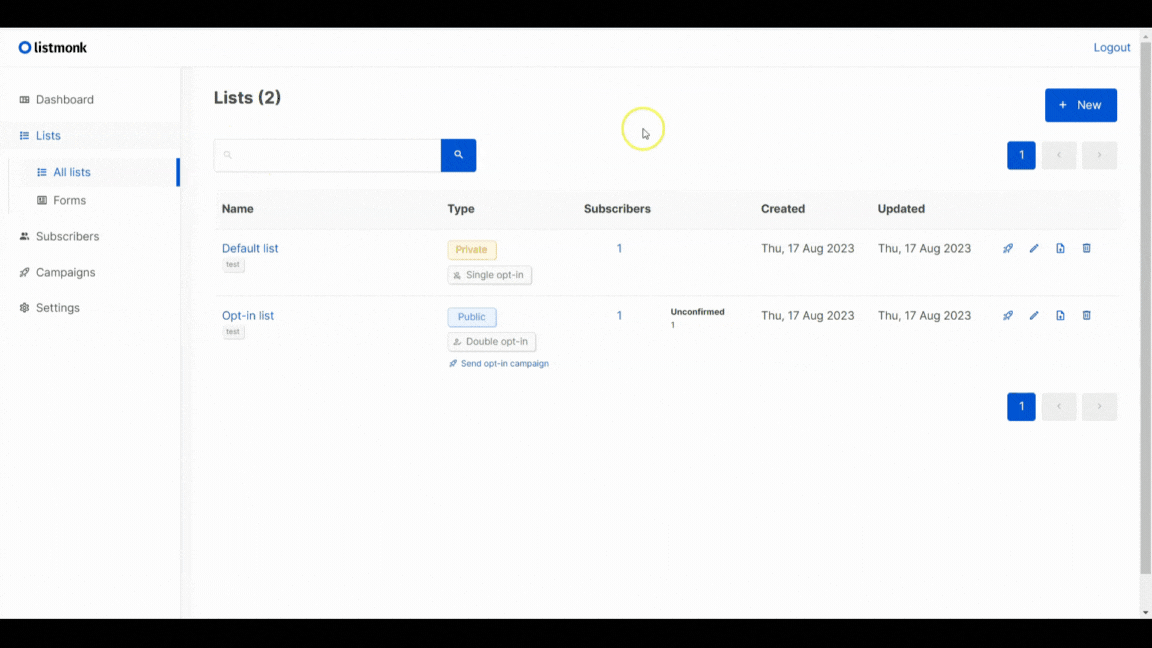 listmonk
Logout
Dashboard
Lists
All lists
Forms
Subscribers
Campaigns
Settings
Lists (2)
+ New
1
Name Type Subscribers Created Updated
Default list Private 1 Thu, 17 Aug 2023 Thu, 17 Aug 2023
test
Single opt-in
Opt-in list Public 1 Unconfirmed Thu, 17 Aug 2023 Thu, 17 Aug 2023
1
test
Double opt-in
Send opt-in campaign
1